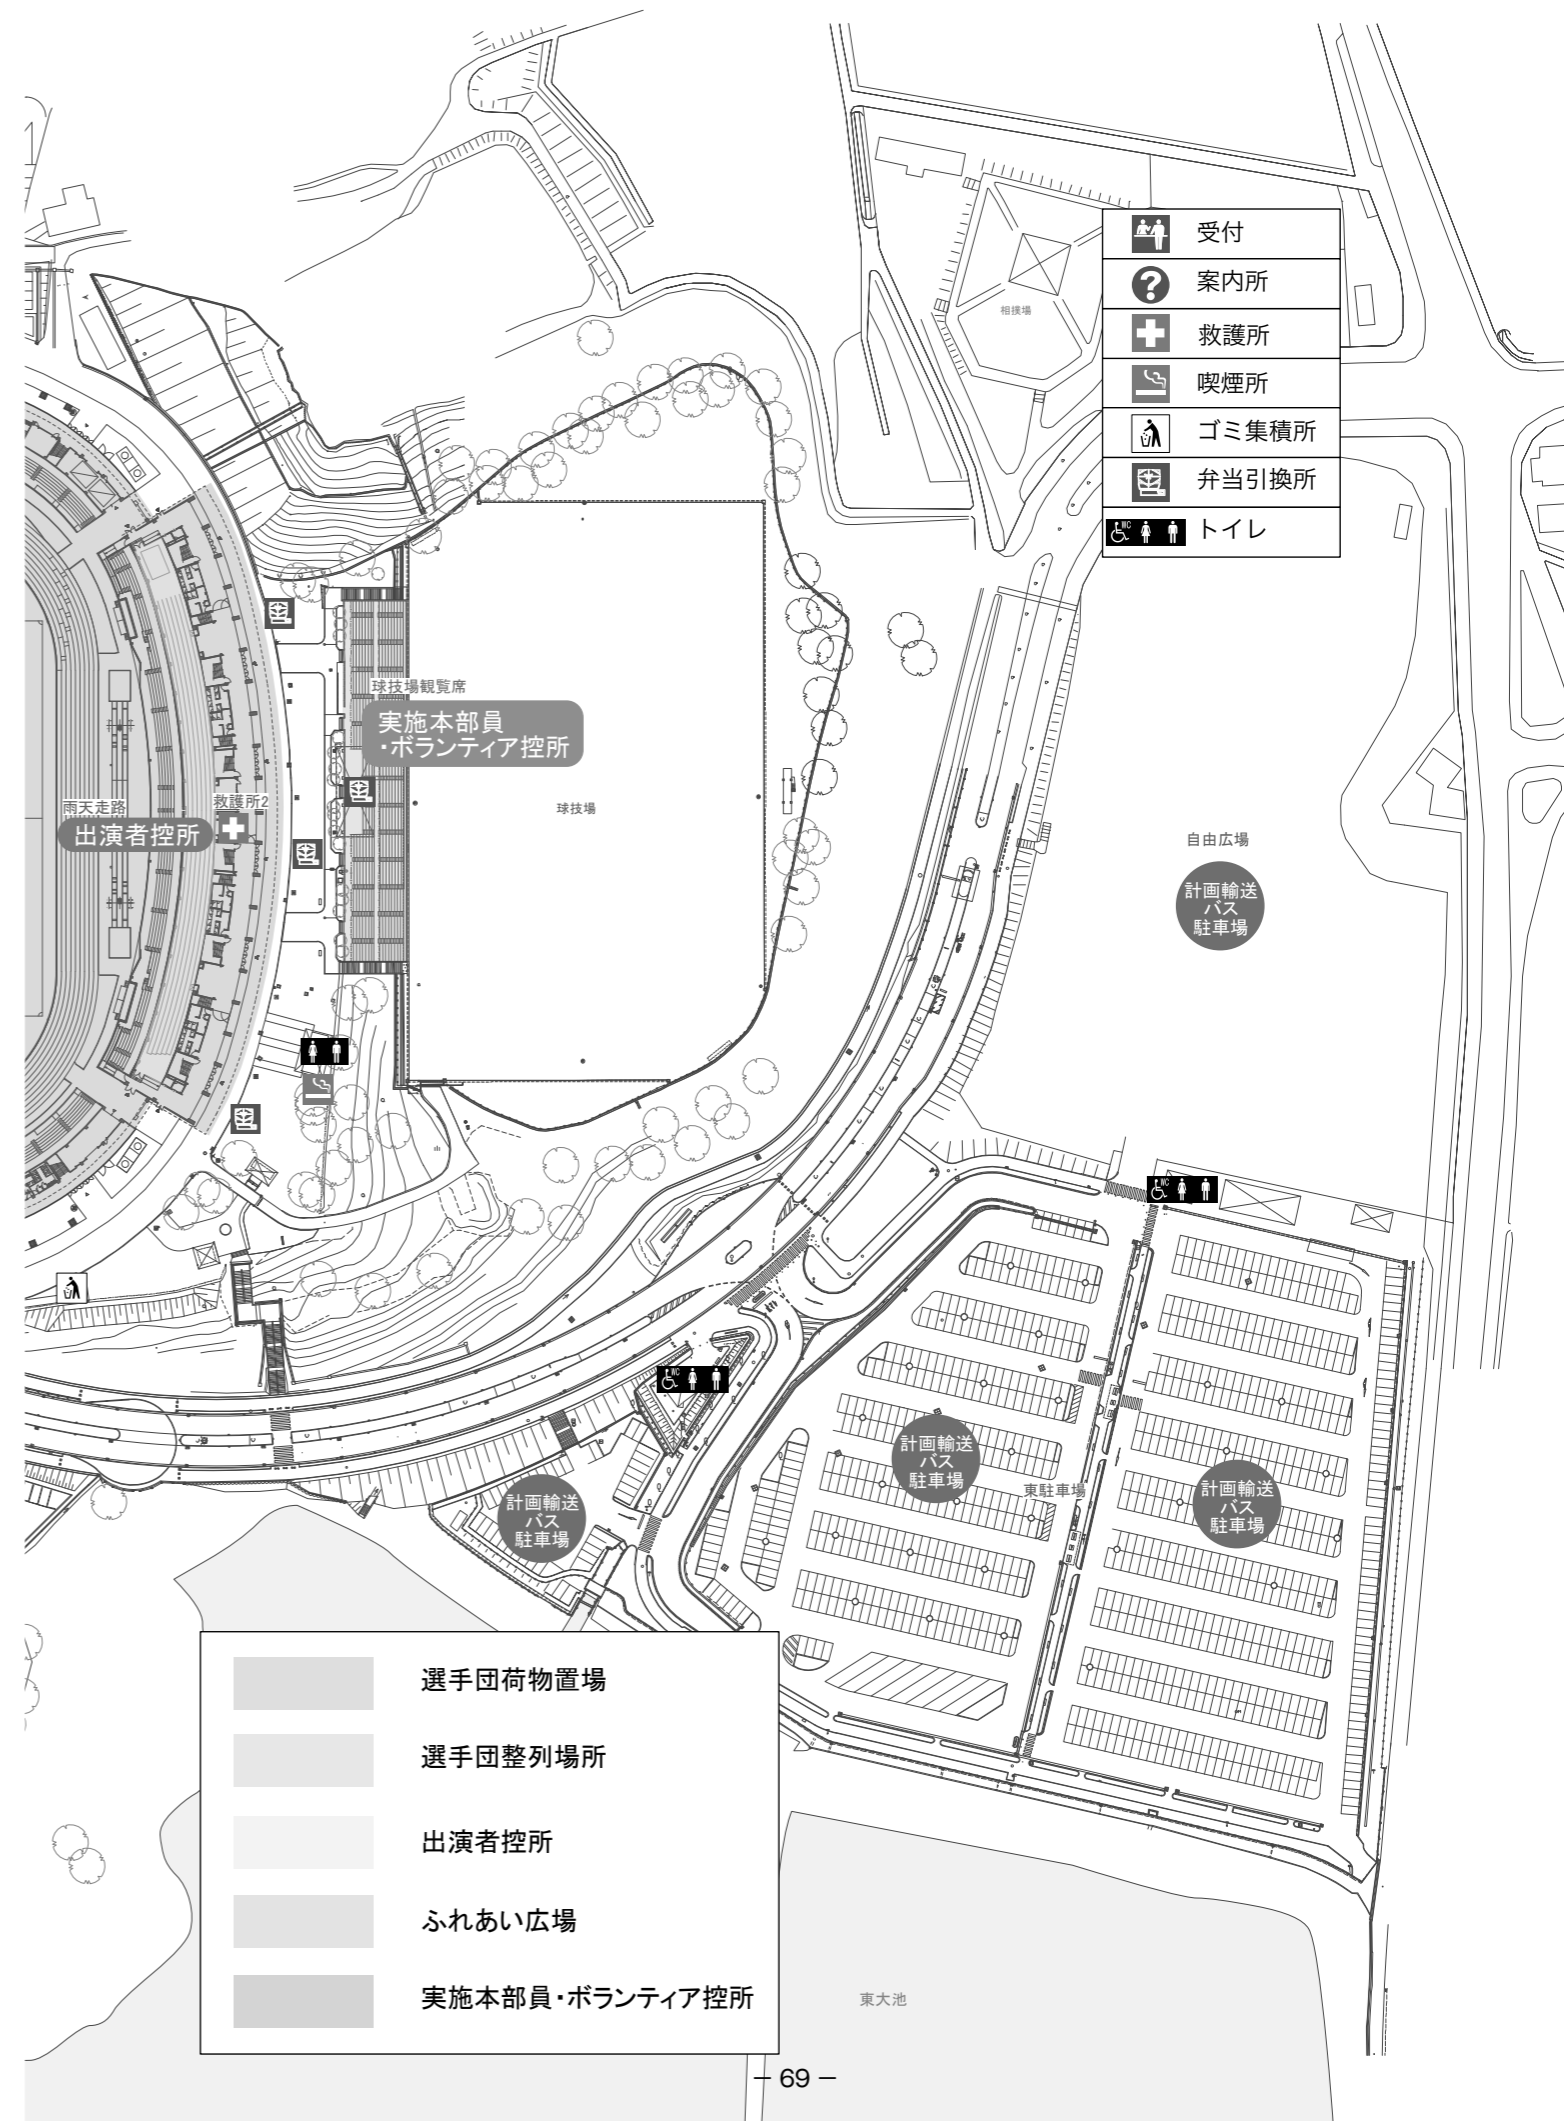 相撲場
受付
案内所
救護所
喫煙所
ゴミ集積所
弁当引換所
WC
トイレ
球技場観覧席
実施本部員
・ボランティア控所
雨天走路
出演者控所
救護所2
球技場
自由広場
計画輸送
バス
駐車場
WC
WC
計画輸送
バス
駐車場
東駐車場
計画輸送
バス
駐車場
計画輸送
バス
駐車場
選手団荷物置場
選手団整列場所
出演者控所
ふれあい広場
実施本部員・ボランティア控所
東大池
− 69 −